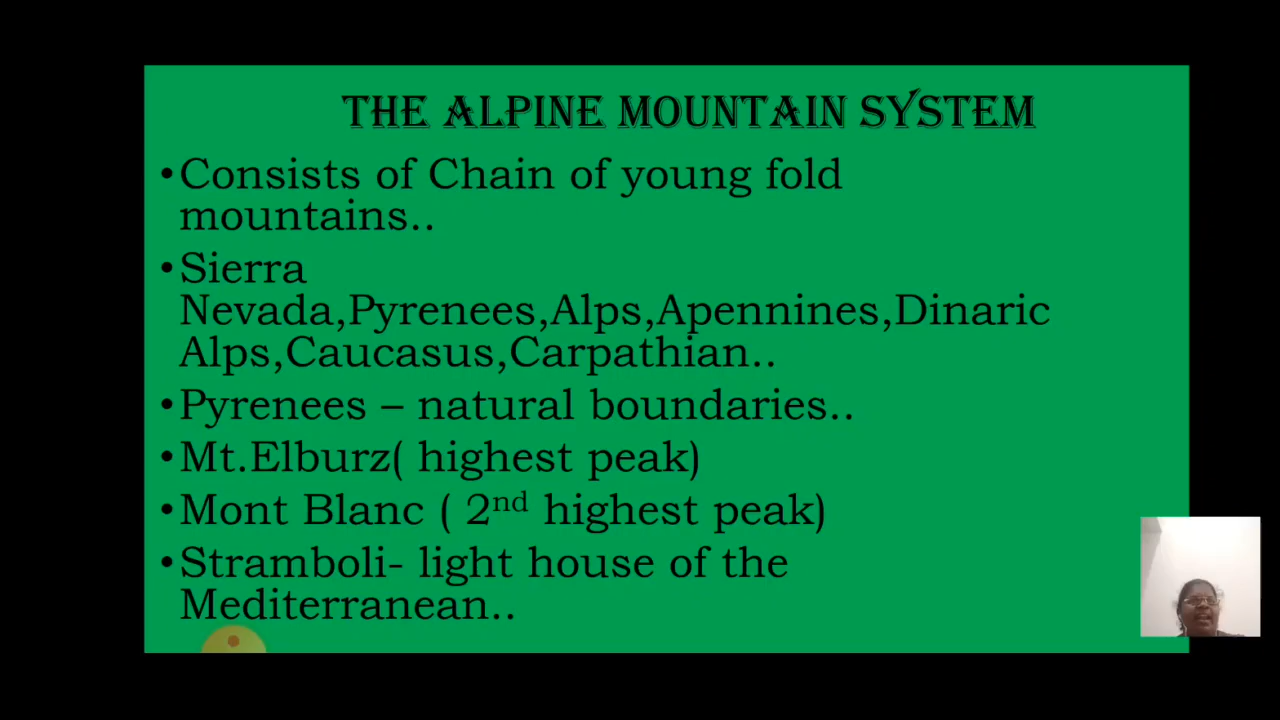 THE ALPINE MOUNTAIN SYSTEM
•Consists of Chain of young fold
mountains..
•Sierra
Nevada,Pyrenees,Alps,Apennines,Dinaric
Alps,Caucasus,Carpathian..
•Pyrenees – natural boundaries..
•Mt.Elburz( highest peak)
•Mont Blanc ( 2nd highest peak)
•Stramboli- light house of the
Mediterranean..